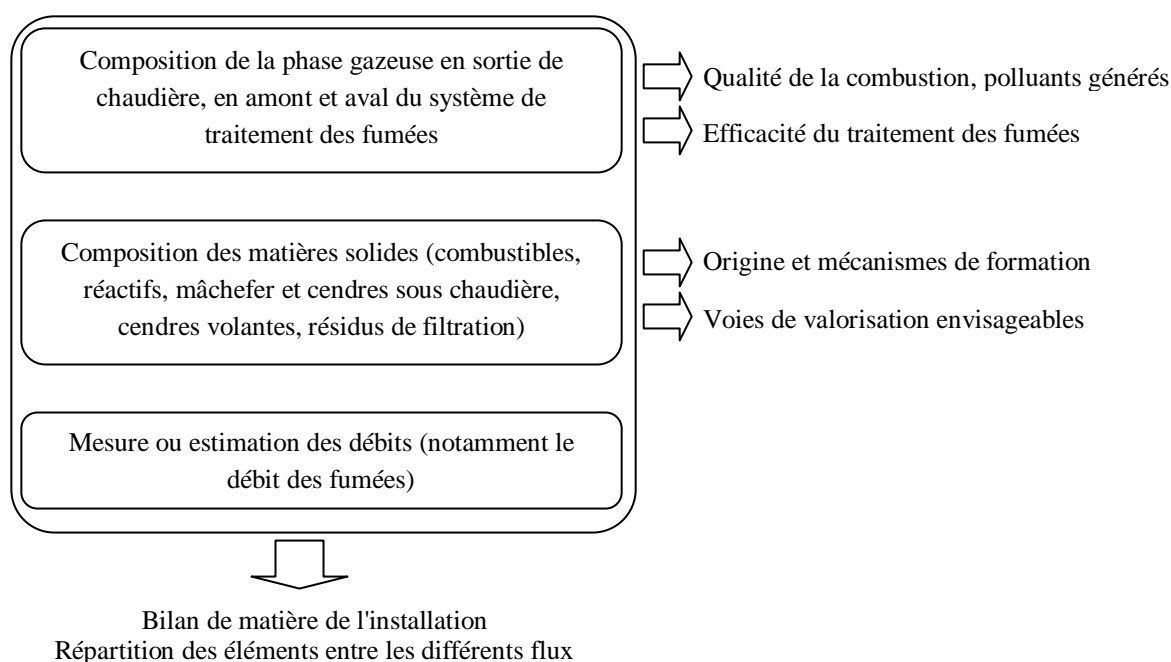 Composition de la phase gazeuse en sortie de
chaudière, en amont et aval du système de
traitement des fumées
Qualité de la combustion, polluants générés
Efficacité du traitement des fumées
Composition des matières solides (combustibles,
réactifs, mâchefer et cendres sous chaudière,
cendres volantes, résidus de filtration)
Origine et mécanismes de formation
Voies de valorisation envisageables
Mesure ou estimation des débits (notamment le
débit des fumées)
Bilan de matière de l'installation
Répartition des éléments entre les différents flux